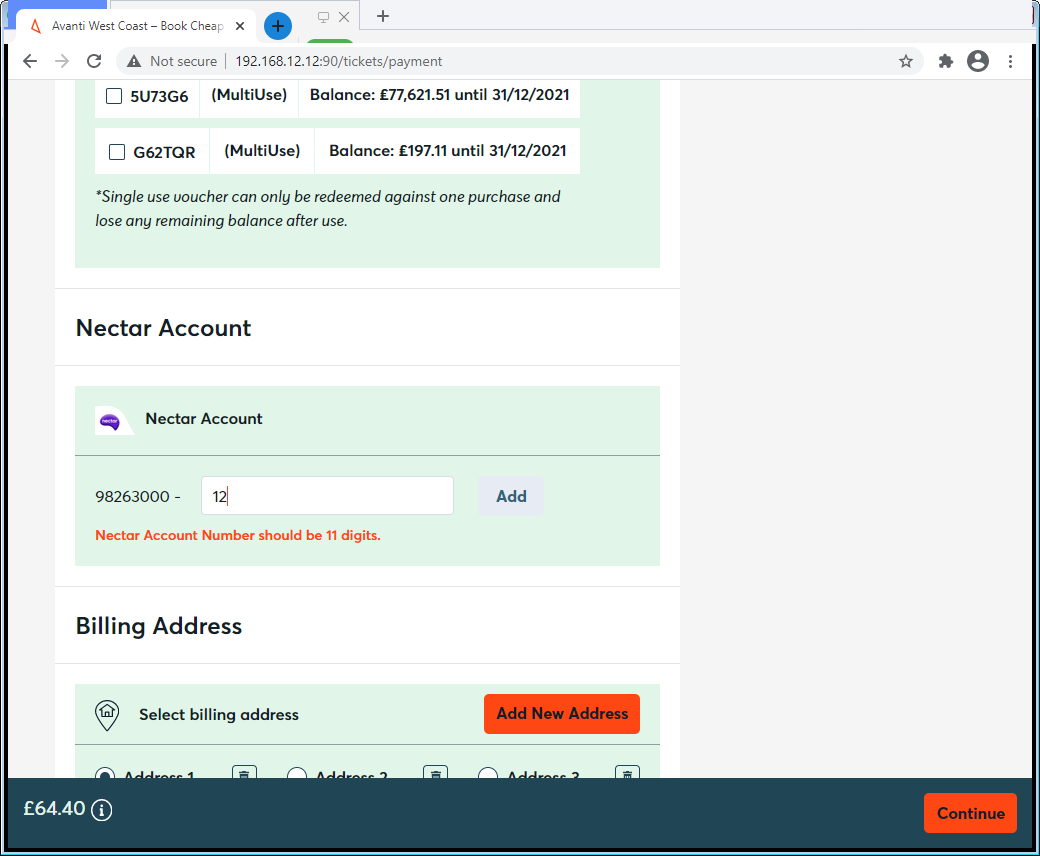 Avanti West Coast – Book Cheap
Not secure | 192.168.12.12:90/tickets/payment
5U73G6 (MultiUse) Balance: £77,621.51 until 31/12/2021
G62TQR (MultiUse) Balance: £197.11 until 31/12/2021
*Single use voucher can only be redeemed against one purchase and
lose any remaining balance after use.
Nectar Account
nectar
Nectar Account
98263000 - 12 Add
Nectar Account Number should be 11 digits.
Billing Address
Select billing address Add New Address
Address 1 Address 2 Address 3
£64.40 Continue